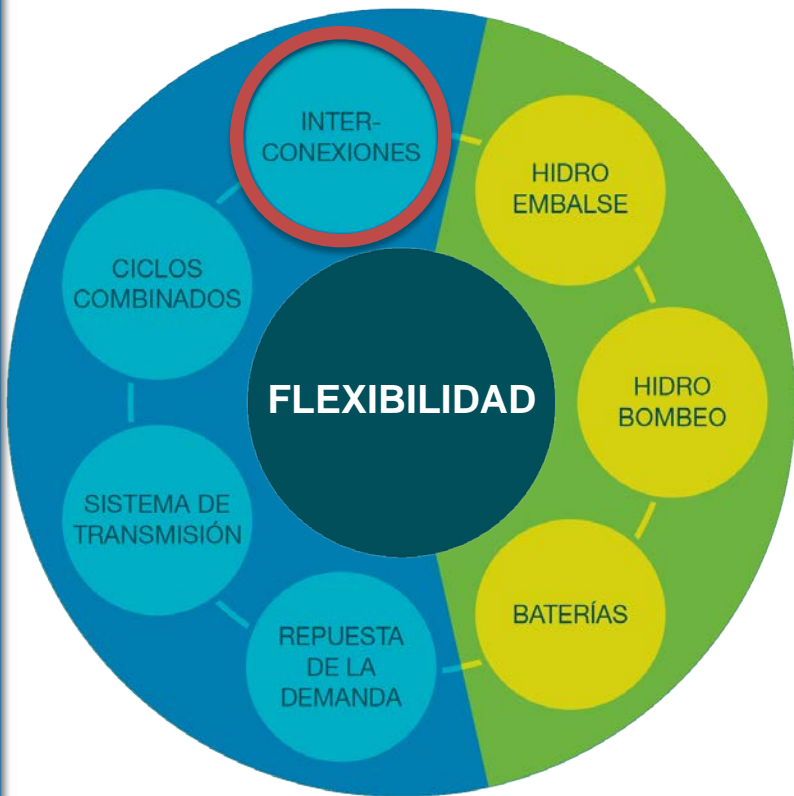 INTER-
CONEXIONES
HIDRO
EMBALSE
HIDRO
BOMBEO
BATERÍAS
REPUESTA
DE LA
DEMANDA
SISTEMA DE
TRANSMISIÓN
CICLOS
COMBINADOS
FLEXIBILIDAD